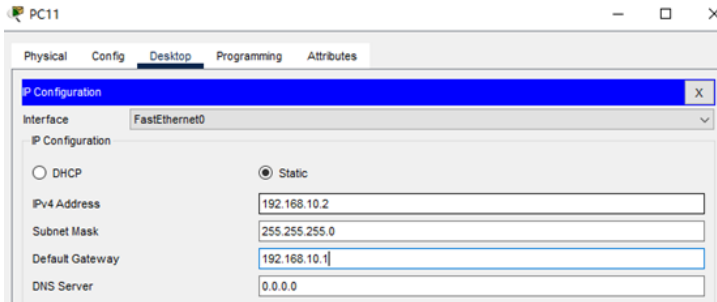 PC11
Physical Config Desktop Programming Attributes
IP Configuration X
Interface FastEthernet0
IP Configuration
DHCP Static
IPv4 Address 192.168.10.2
Subnet Mask 255.255.255.0
Default Gateway 192.168.10.1
DNS Server 0.0.0.0